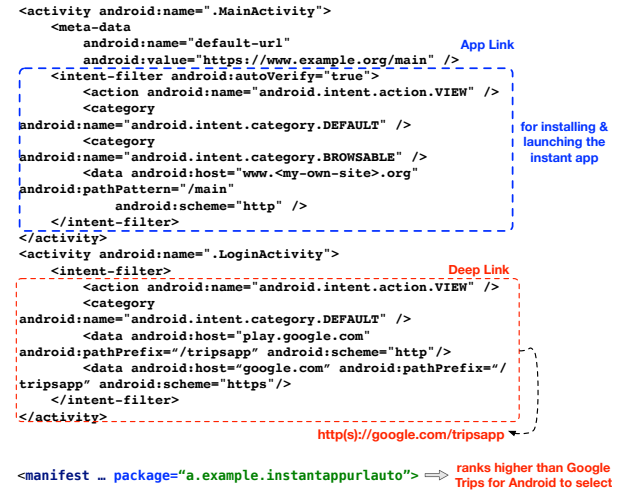 <activity android:name=".MainActivity">
<meta-data
android:name="default-url"
android:value="https://www.example.org/main" />
App Link
<intent-filter android:autoVerify="true">
<action android:name="android.intent.action.VIEW" />
<category
android:name="android.intent.category.DEFAULT" />
<category
android:name="android.intent.category.BROWSABLE" />
<data android:host="www.<my-own-site>.org"
android:pathPattern="/main"
android:scheme="http" />
</intent-filter>
for installing &
launching the
instant app
</activity>
<activity android:name=".LoginActivity">
<intent-filter>
Deep Link
<action android:name="android.intent.action.VIEW" />
<category
android:name="android.intent.category.DEFAULT" />
<data android:host="play.google.com"
android:pathPrefix=“/tripsapp” android:scheme="http"/>
<data android:host=“google.com” android:pathPrefix=“/
tripsapp” android:scheme="https"/>
</intent-filter>
</activity>
http(s)://google.com/tripsapp
<manifest … package=“a.example.instantappurlauto”>
ranks higher than Google
Trips for Android to select